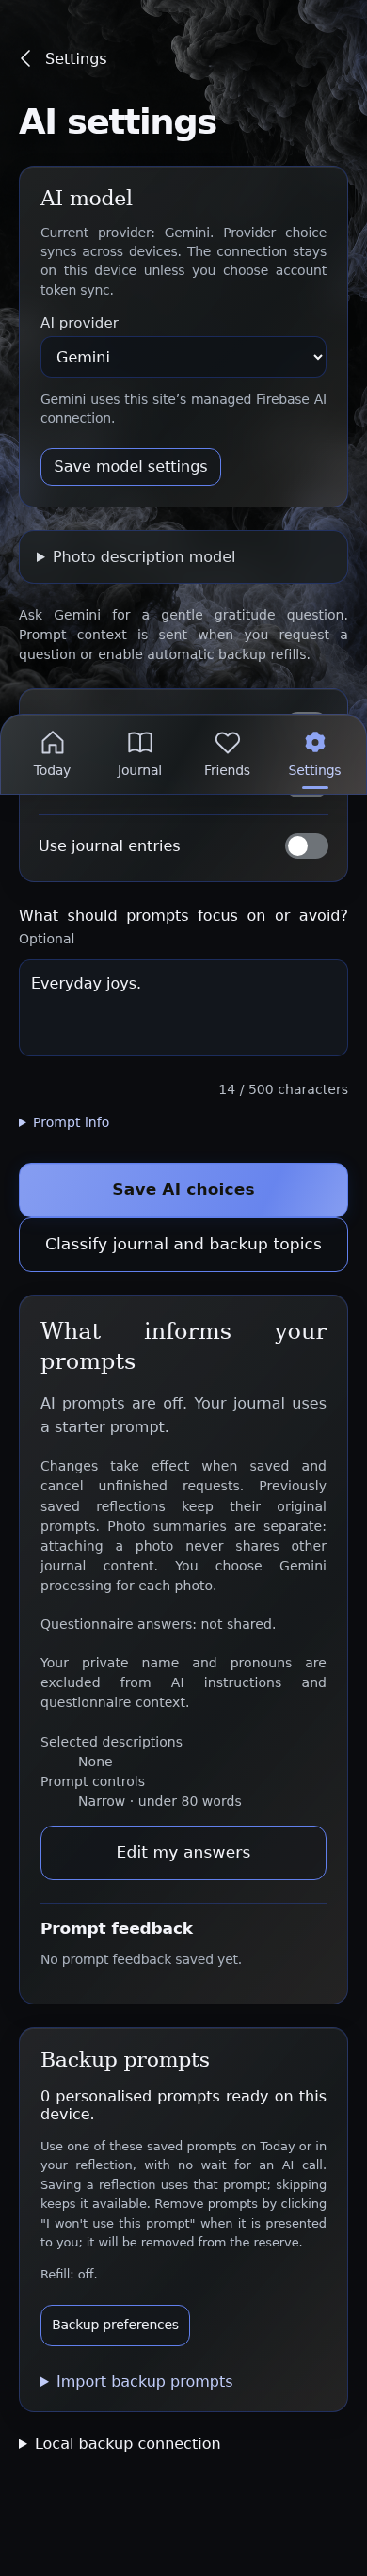 Settings
AI settings
AI model
Current provider: Gemini. Provider choice
syncs across devices. The connection stays
on this device unless you choose account
token sync.
AI provider
Gemini
Gemini uses this site’s managed Firebase AI
connection.
Save model settings
Photo description model
Ask Gemini for a gentle gratitude question.
Prompt context is sent when you request a
question or enable automatic backup refills.
Today
Journal
Friends
Settings
Use journal entries
What should prompts focus on or avoid?
Optional
Everyday joys.
14 / 500 characters
Prompt info
Save AI choices
Classify journal and backup topics
What informs your
prompts
AI prompts are off. Your journal uses
a starter prompt.
Changes take effect when saved and
cancel unfinished requests. Previously
saved reflections keep their original
prompts. Photo summaries are separate:
attaching a photo never shares other
journal content. You choose Gemini
processing for each photo.
Questionnaire answers: not shared.
Your private name and pronouns are
excluded from AI instructions and
questionnaire context.
Selected descriptions
None
Prompt controls
Narrow · under 80 words
Edit my answers
Prompt feedback
No prompt feedback saved yet.
Backup prompts
0 personalised prompts ready on this
device.
Use one of these saved prompts on Today or in
your reflection, with no wait for an AI call.
Saving a reflection uses that prompt; skipping
keeps it available. Remove prompts by clicking
"I won't use this prompt" when it is presented
to you; it will be removed from the reserve.
Refill: off.
Backup preferences
Import backup prompts
Local backup connection